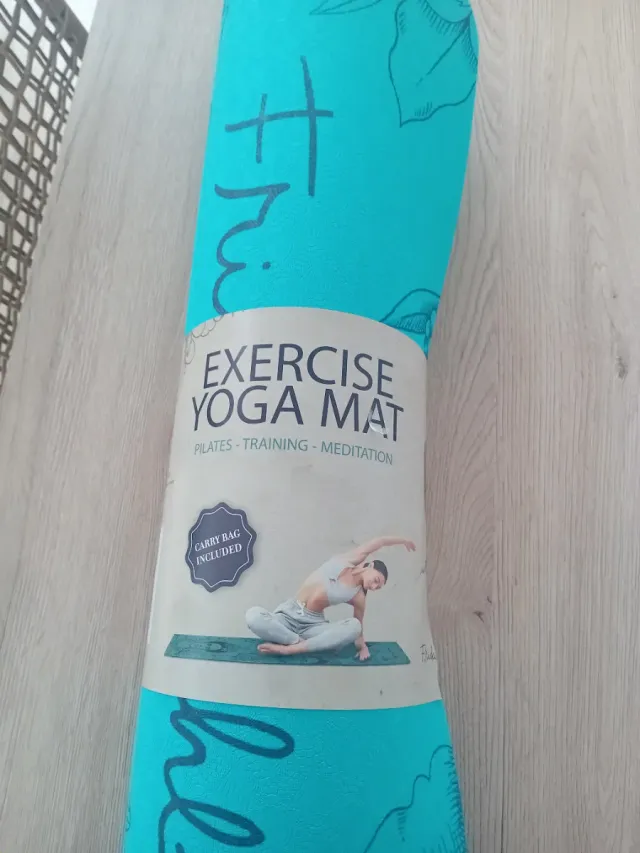 EXERCISE
YOGA MAT
PILATES - TRAINING - MEDITATION
CARRY BAG
INCLUDED